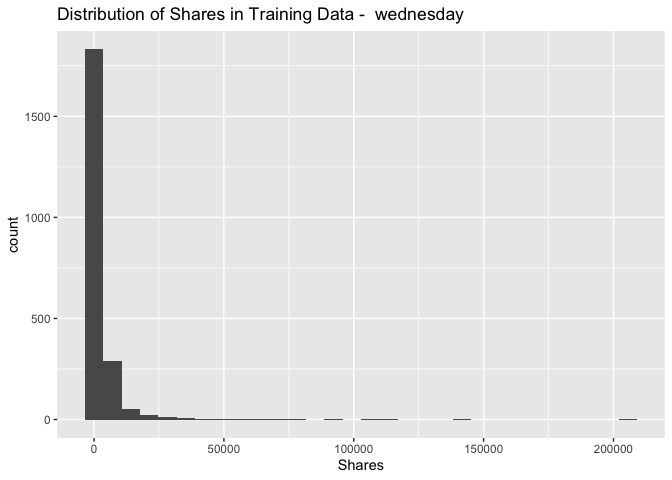 Distribution of Shares in Training Data -  wednesday
1500
1000
500
0
count
0 50000 100000 150000 200000
Shares